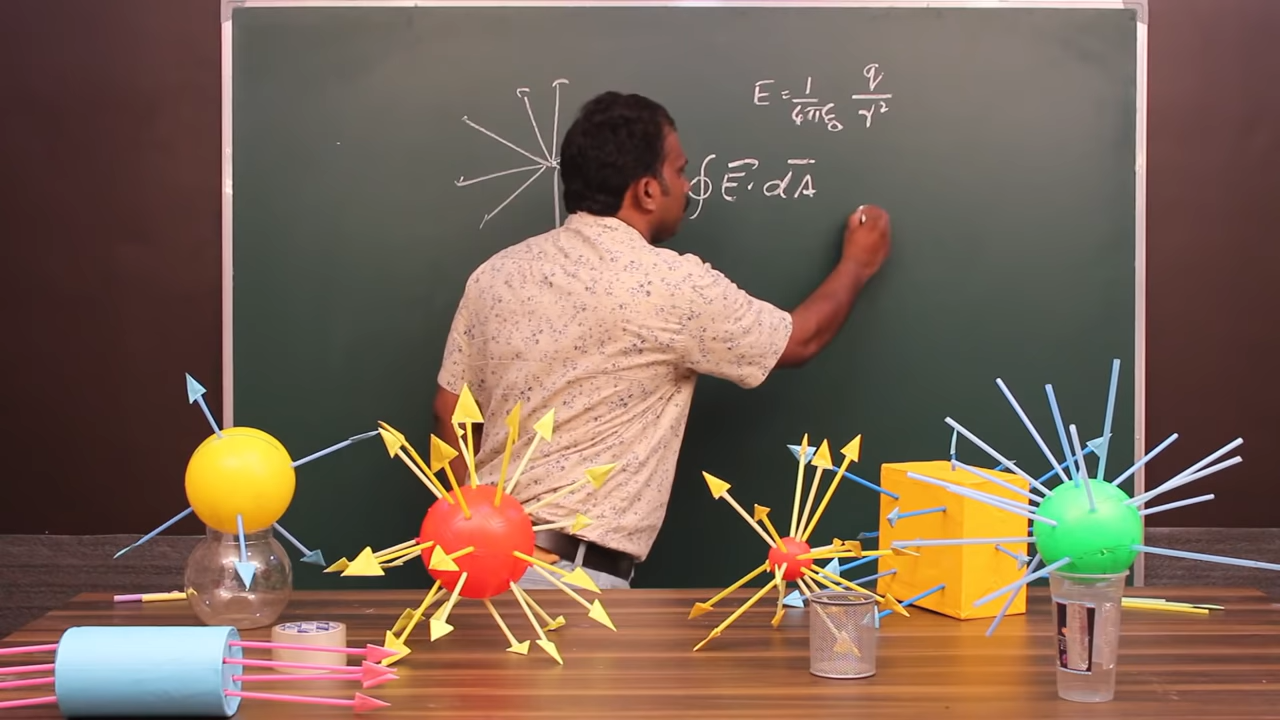 E = 1/4πε₀ q/r²
∮ E⃗ · dA̅